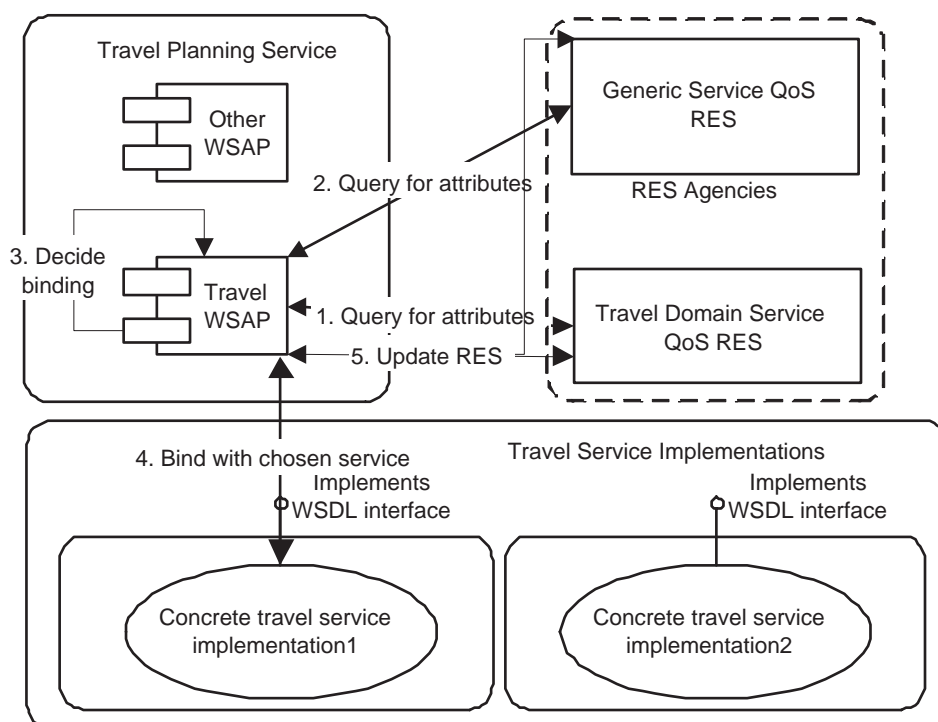 Travel Planning Service
Other
WSAP
Generic Service QoS
RES
2. Query for attributes
RES Agencies
3. Decide
binding
Travel
WSAP
1. Query for attributes
Travel Domain Service
QoS RES
5. Update RES
4. Bind with chosen service
Travel Service Implementations
Implements
WSDL interface
Implements
WSDL interface
Concrete travel service
implementation1
Concrete travel service
implementation2